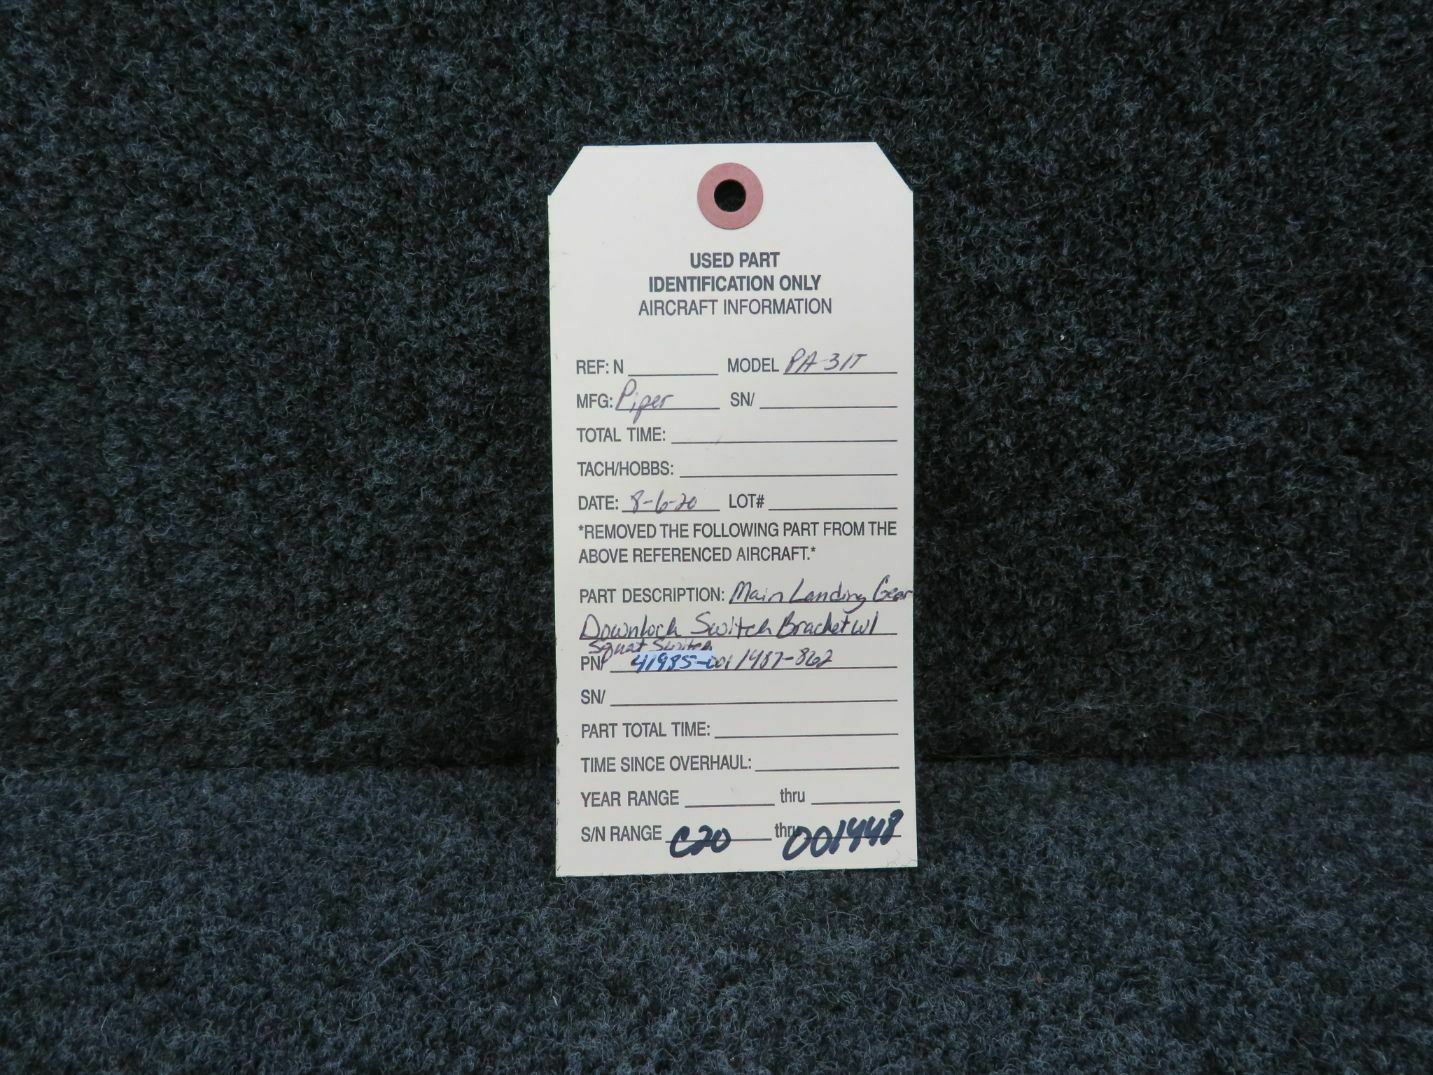 USED PART
IDENTIFICATION ONLY
AIRCRAFT INFORMATION
REF: N MODEL PA-31T
MFG: Piper SN/
TOTAL TIME:
TACH/HOBBS:
DATE: 8-6-20 LOT#
*REMOVED THE FOLLOWING PART FROM THE
ABOVE REFERENCED AIRCRAFT.*
PART DESCRIPTION: Main Landing Gear
Downlock Switch Bracket w/
Squat Switch
PN/ 41985-001 / 487-862
SN/
PART TOTAL TIME:
TIME SINCE OVERHAUL:
YEAR RANGE thru
S/N RANGE C20 thru 001448